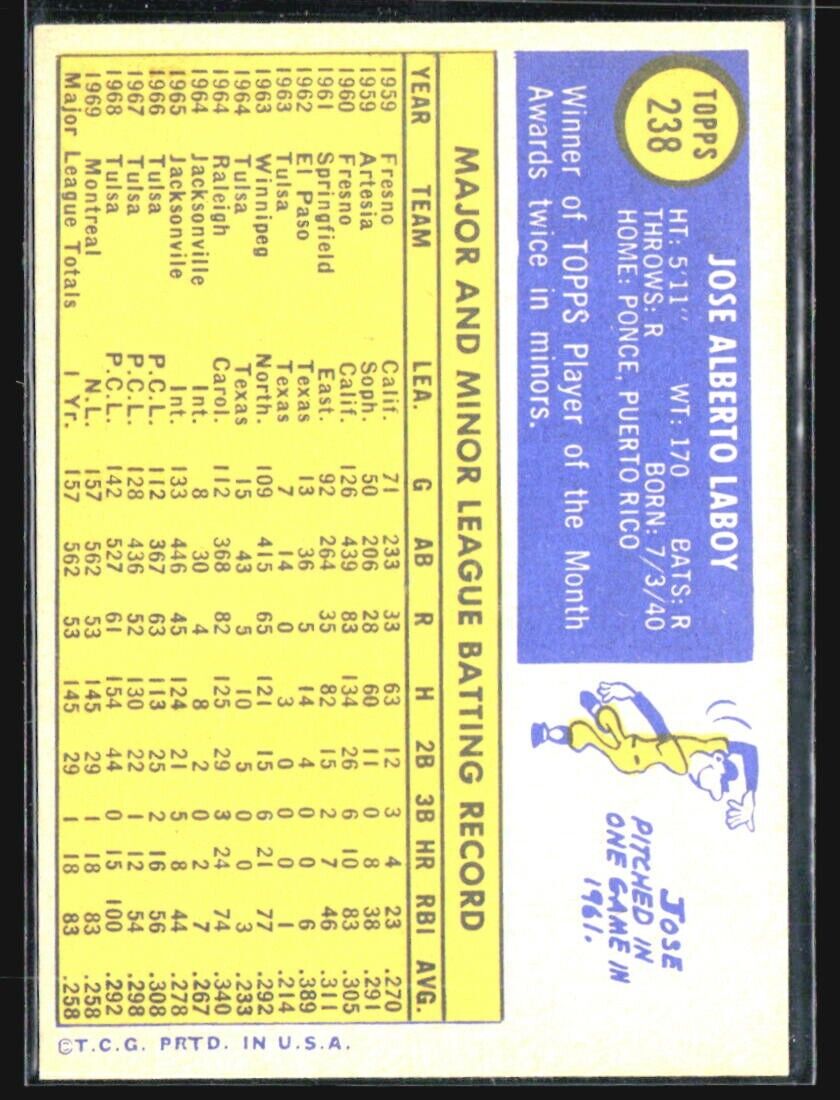 TOPPS
238
JOSE ALBERTO LABOY
HT: 5'11" WT: 170 BATS: R
THROWS: R BORN: 7/3/40
HOME: PONCE, PUERTO RICO
Winner of TOPPS Player of the Month
Awards twice in minors.
JOSE
PITCHED IN
ONE GAME IN
1961.
MAJOR AND MINOR LEAGUE BATTING RECORD
YEAR TEAM LEA. G AB R H 2B 3B HR RBI AVG.
1959 Fresno Calif. 71 233 33 63 12 3 4 23 .270
1959 Artesia Soph. 50 206 28 60 11 0 8 38 .291
1960 Fresno Calif. 126 439 83 134 26 6 10 83 .305
1961 Springfield East. 92 264 35 82 15 2 7 46 .311
1962 El Paso Texas 13 36 5 14 4 0 0 6 .389
1963 Tulsa Texas 7 14 0 3 0 0 0 1 .214
1963 Winnipeg North. 109 415 65 121 15 6 21 77 .292
1964 Tulsa Texas 15 43 5 10 5 0 0 3 .233
1964 Raleigh Carol. 112 368 82 125 29 3 24 74 .340
1964 Jacksonville Int. 8 30 4 8 2 0 2 7 .267
1965 Jacksonvile Int. 133 446 45 124 21 5 8 44 .278
1966 Tulsa P.C.L. 112 367 63 113 25 2 16 56 .308
1967 Tulsa P.C.L. 128 436 52 130 22 1 12 54 .298
1968 Tulsa P.C.L. 142 527 61 154 44 0 15 100 .292
1969 Montreal N.L. 157 562 53 145 29 1 18 83 .258
Major League Totals 1 Yr. 157 562 53 145 29 1 18 83 .258
©T.C.G. PRTD. IN U.S.A.